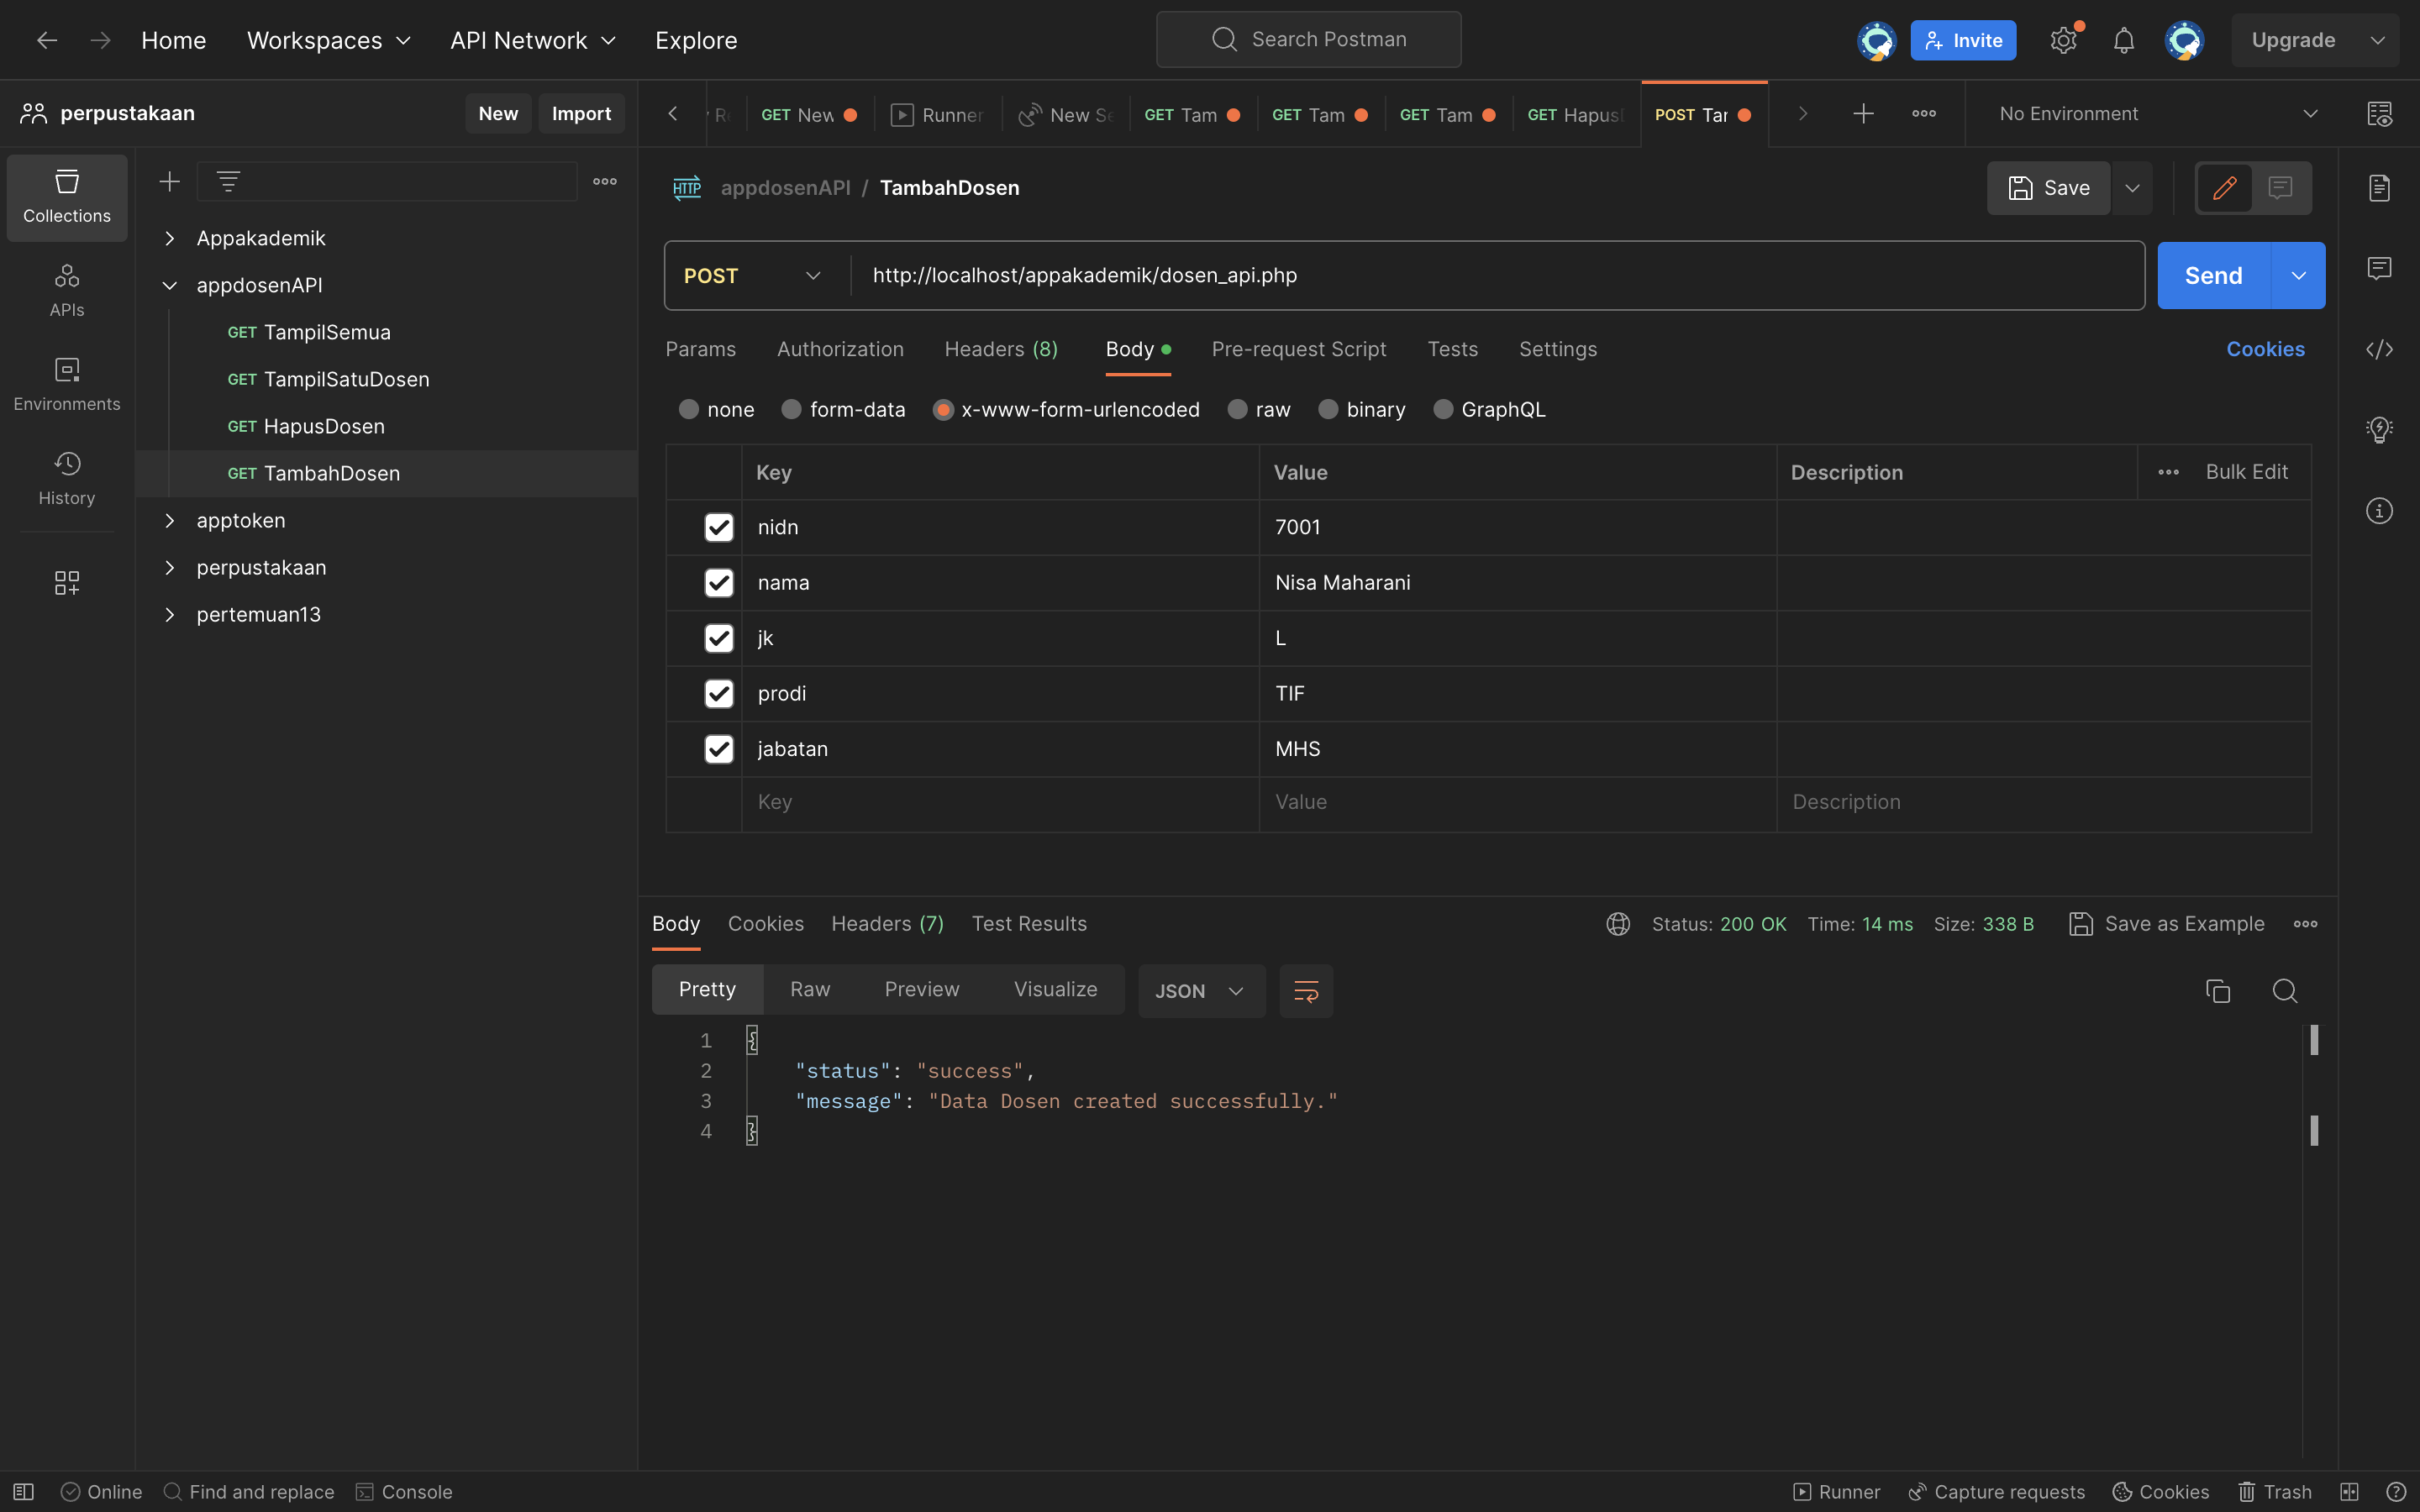 Home Workspaces API Network Explore Search Postman Invite Upgrade
perpustakaan New Import
GET New Runner New Se GET Tam GET Tam GET Tam GET Hapus POST Tar No Environment
Collections
APIs
Environments
History
Appakademik
appdosenAPI
GET TampilSemua
GET TampilSatuDosen
GET HapusDosen
GET TambahDosen
apptoken
perpustakaan
pertemuan13
HTTP appdosenAPI / TambahDosen Save
POST http://localhost/appakademik/dosen_api.php Send
Params Authorization Headers (8) Body Pre-request Script Tests Settings Cookies
none form-data x-www-form-urlencoded raw binary GraphQL
Key Value Description Bulk Edit
nidn 7001
nama Nisa Maharani
jk L
prodi TIF
jabatan MHS
Key Value Description
Body Cookies Headers (7) Test Results Status: 200 OK Time: 14 ms Size: 338 B Save as Example
Pretty Raw Preview Visualize JSON
1 {
2 "status": "success",
3 "message": "Data Dosen created successfully."
4 }
Online Find and replace Console Runner Capture requests Cookies Trash